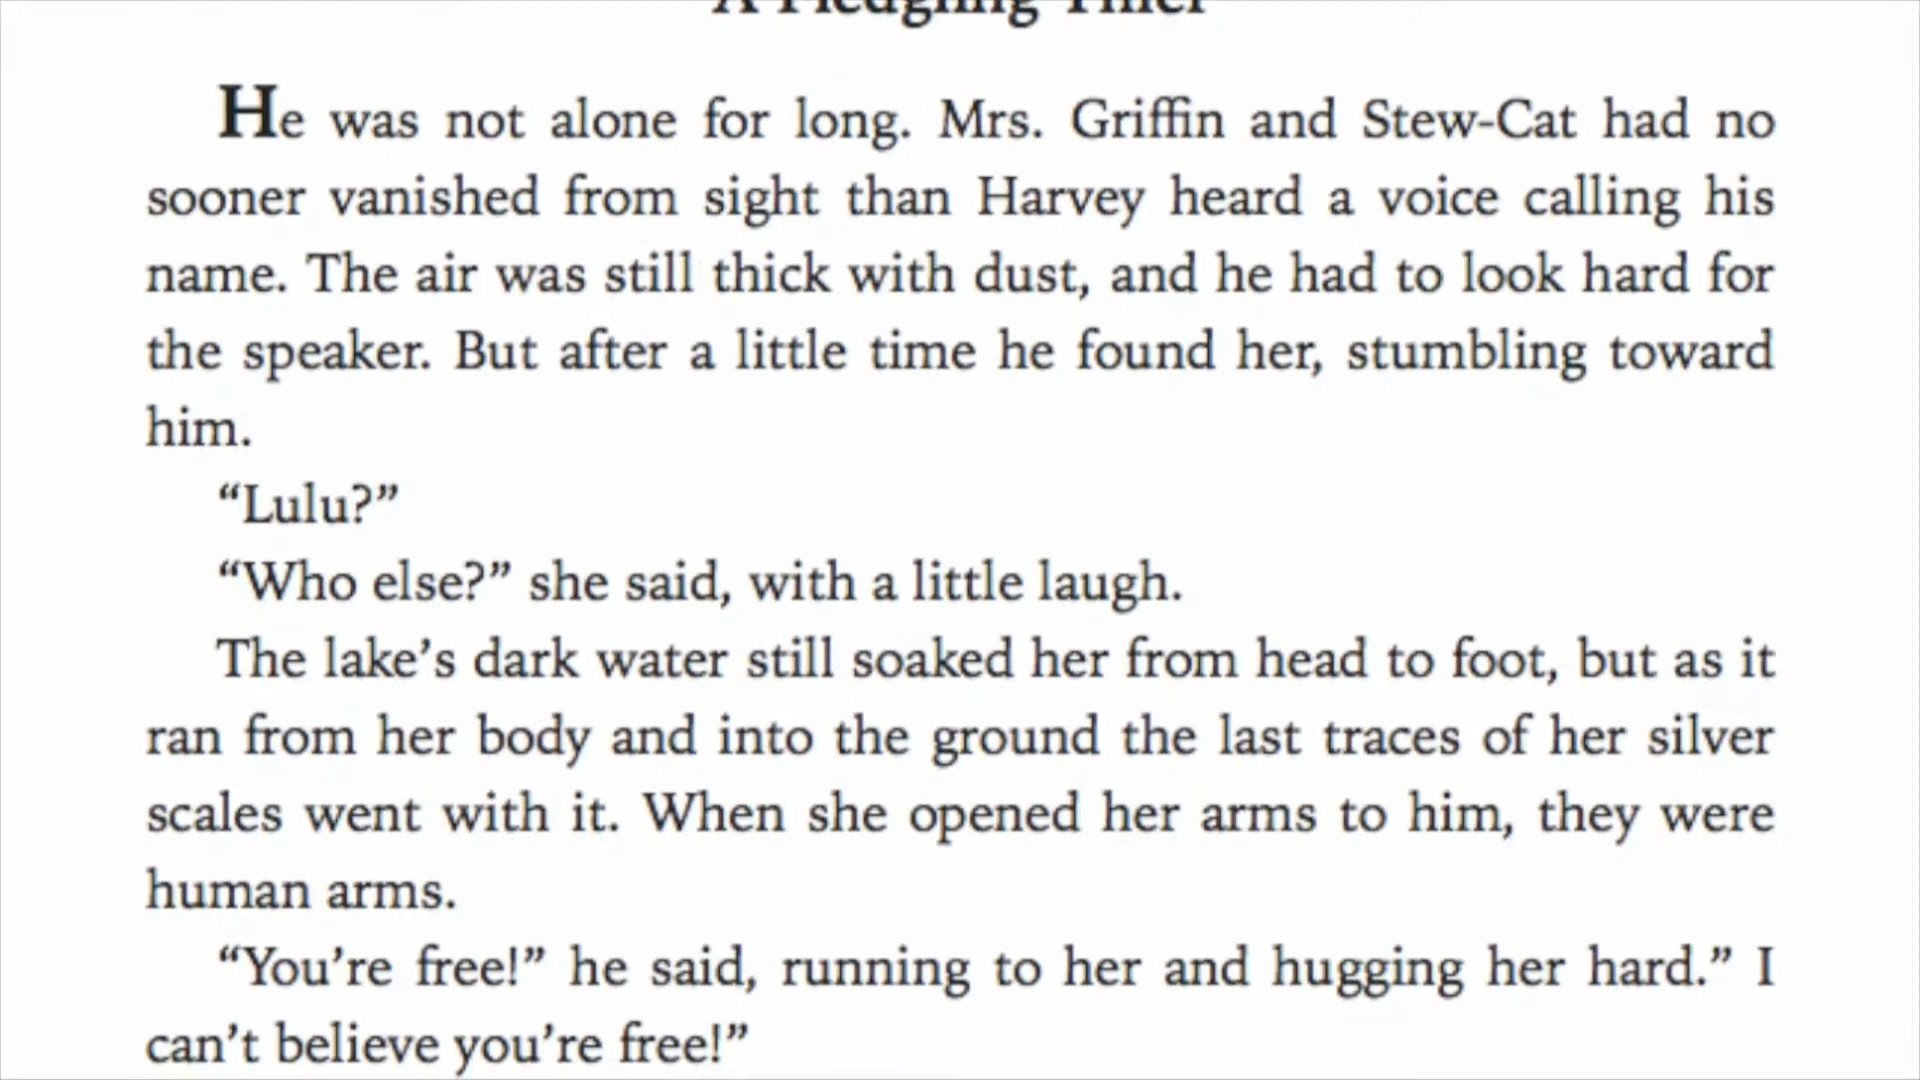 A Fledgling Thief
He was not alone for long. Mrs. Griffin and Stew-Cat had no
sooner vanished from sight than Harvey heard a voice calling his
name. The air was still thick with dust, and he had to look hard for
the speaker. But after a little time he found her, stumbling toward
him.
“Lulu?”
“Who else?” she said, with a little laugh.
The lake’s dark water still soaked her from head to foot, but as it
ran from her body and into the ground the last traces of her silver
scales went with it. When she opened her arms to him, they were
human arms.
“You’re free!” he said, running to her and hugging her hard.” I
can’t believe you’re free!”